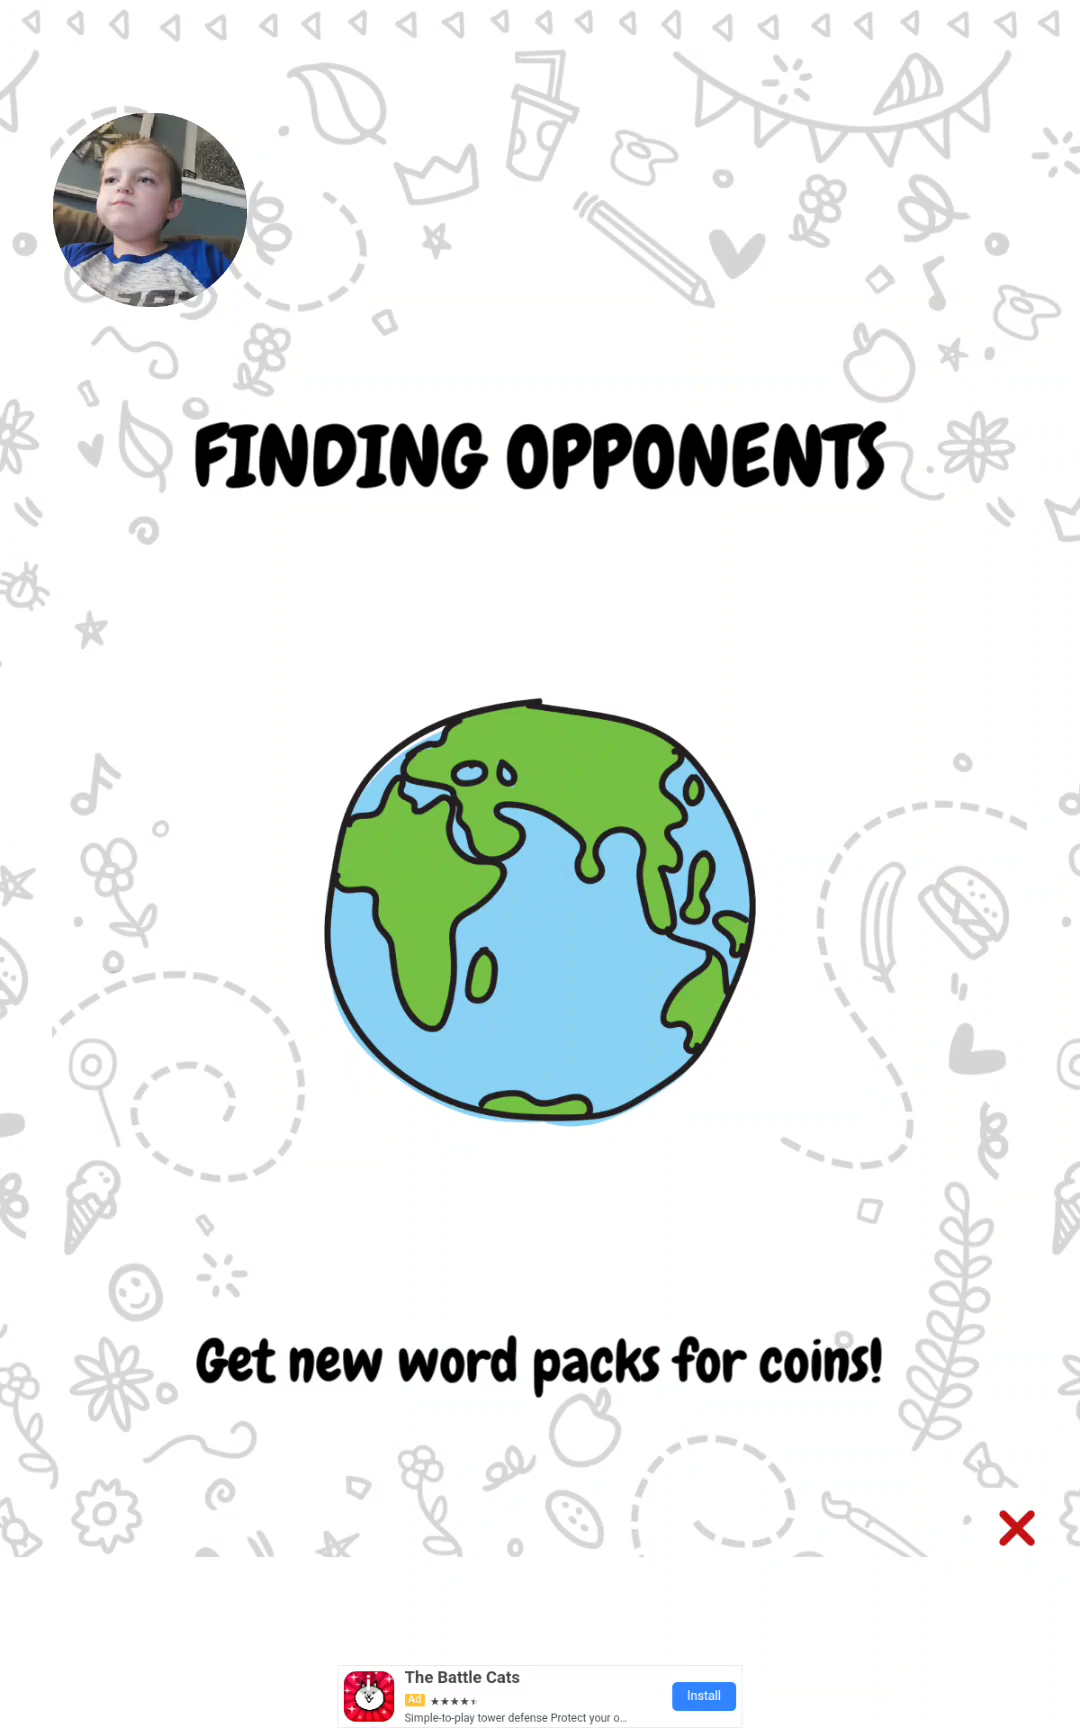 FINDING OPPONENTS
Get new word packs for coins!
The Battle Cats
Ad
Simple-to-play tower defense Protect your o...
Install